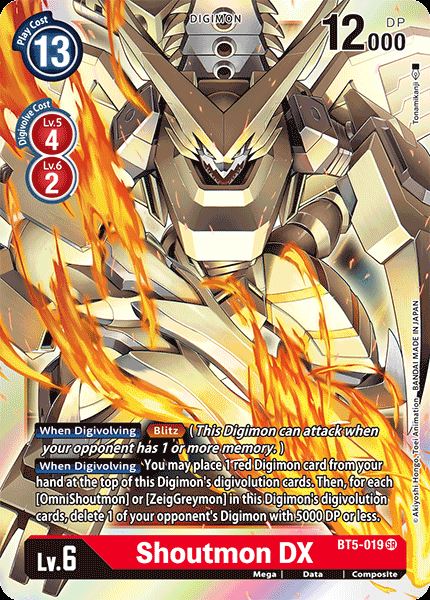 Play Cost
13
DIGIMON
DP
12000
Digivolve Cost
Lv.5
4
Lv.6
2
Tonamikanji
When Digivolving Blitz (This Digimon can attack when
your opponent has 1 or more memory.)
When Digivolving You may place 1 red Digimon card from your
hand at the top of this Digimon's digivolution cards. Then, for each
[OmniShoutmon] or [ZeigGreymon] in this Digimon's digivolution
cards, delete 1 of your opponent's Digimon with 5000 DP or less.
©Akiyoshi Hongo, Toei Animation BANDAI MADE IN JAPAN
Lv.6
Shoutmon DX
BT5-019 SR
Mega | Data | Composite